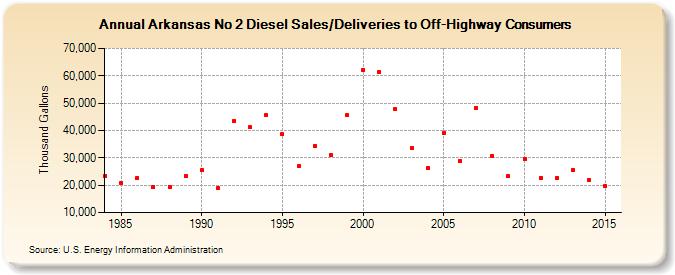 Annual Arkansas No 2 Diesel Sales/Deliveries to Off-Highway Consumers
Thousand Gallons
70,000
60,000
50,000
40,000
30,000
20,000
10,000
1985 1990 1995 2000 2005 2010 2015
Source: U.S. Energy Information Administration